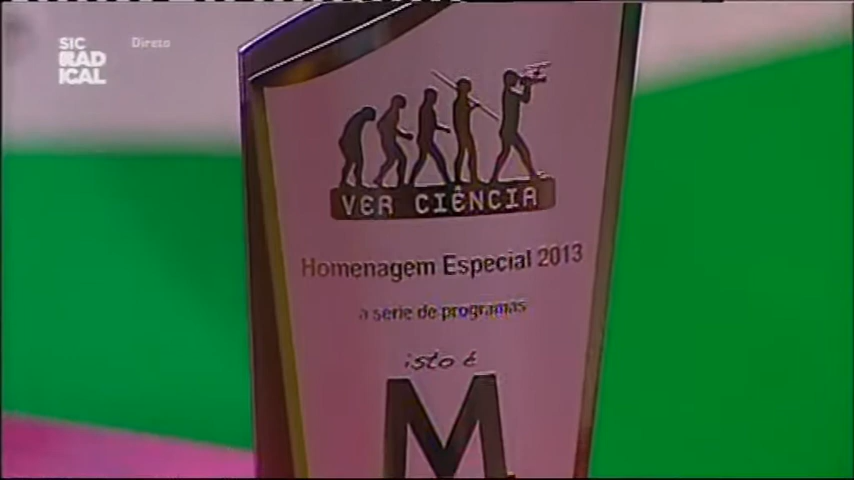 SIC
RAD
ICAL
Direto
VER CIÊNCIA
Homenagem Especial 2013
a série de programas
isto é
M